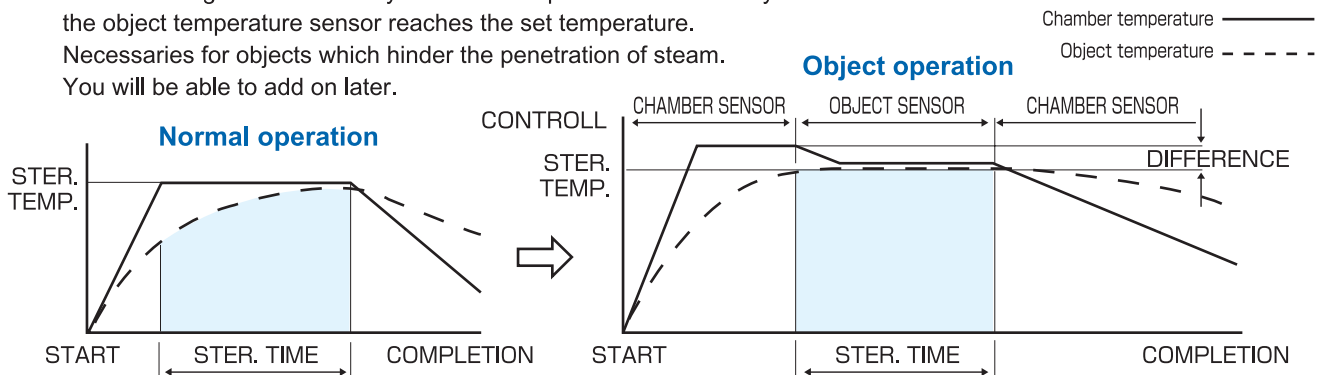 the object temperature sensor reaches the set temperature.
Necessaries for objects which hinder the penetration of steam.
You will be able to add on later.
Chamber temperature
Object temperature
Normal operation
STER.
TEMP.
START
STER. TIME
COMPLETION
Object operation
CONTROLL
CHAMBER SENSOR
OBJECT SENSOR
CHAMBER SENSOR
STER.
TEMP.
DIFFERENCE
START
STER. TIME
COMPLETION